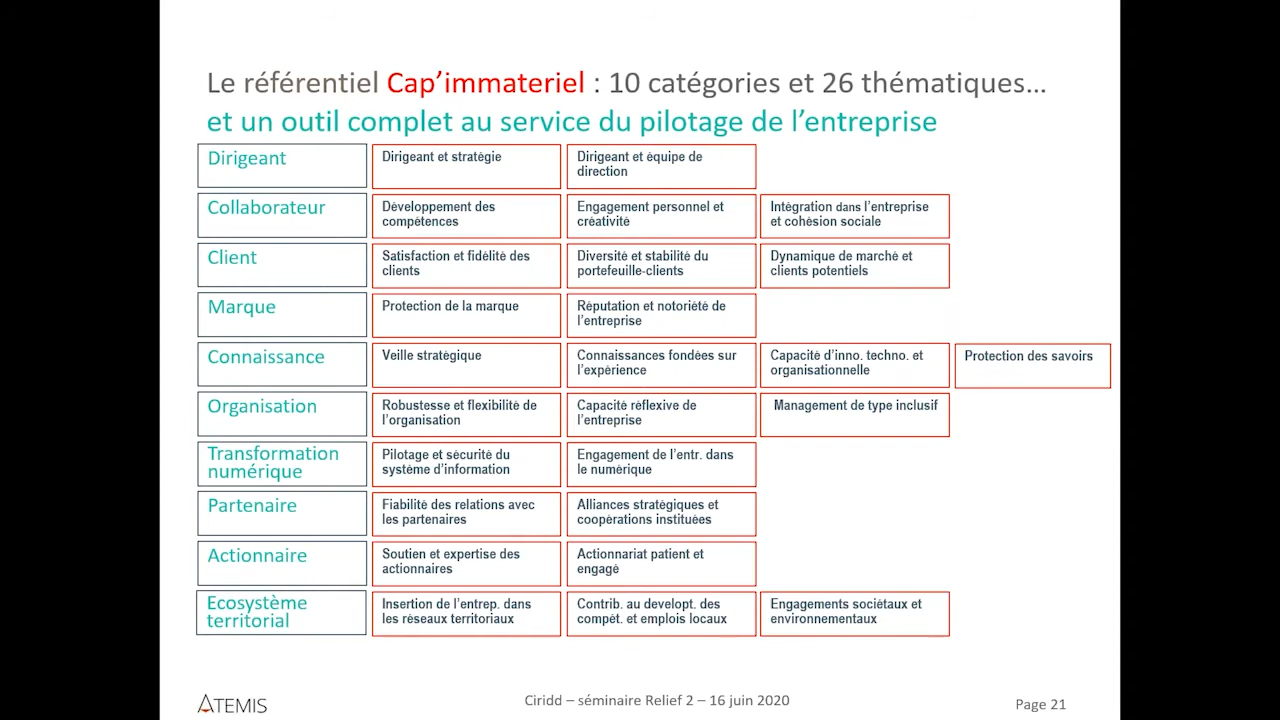 Le référentiel Cap’immateriel : 10 catégories et 26 thématiques…
et un outil complet au service du pilotage de l’entreprise
Dirigeant
Dirigeant et stratégie
Dirigeant et équipe de
direction
Collaborateur
Développement des
compétences
Engagement personnel et
créativité
Intégration dans l’entreprise
et cohésion sociale
Client
Satisfaction et fidélité des
clients
Diversité et stabilité du
portefeuille-clients
Dynamique de marché et
clients potentiels
Marque
Protection de la marque
Réputation et notoriété de
l’entreprise
Connaissance
Veille stratégique
Connaissances fondées sur
l’expérience
Capacité d’inno. techno. et
organisationnelle
Protection des savoirs
Organisation
Robustesse et flexibilité de
l’organisation
Capacité réflexive de
l’entreprise
Management de type inclusif
Transformation
numérique
Pilotage et sécurité du
système d’information
Engagement de l’entr. dans
le numérique
Partenaire
Fiabilité des relations avec
les partenaires
Alliances stratégiques et
coopérations instituées
Actionnaire
Soutien et expertise des
actionnaires
Actionnariat patient et
engagé
Ecosystème
territorial
Insertion de l’entrep. dans
les réseaux territoriaux
Contrib. au developt. des
compét. et emplois locaux
Engagements sociétaux et
environnementaux
ATEMIS
Ciridd – séminaire Relief 2 – 16 juin 2020
Page 21